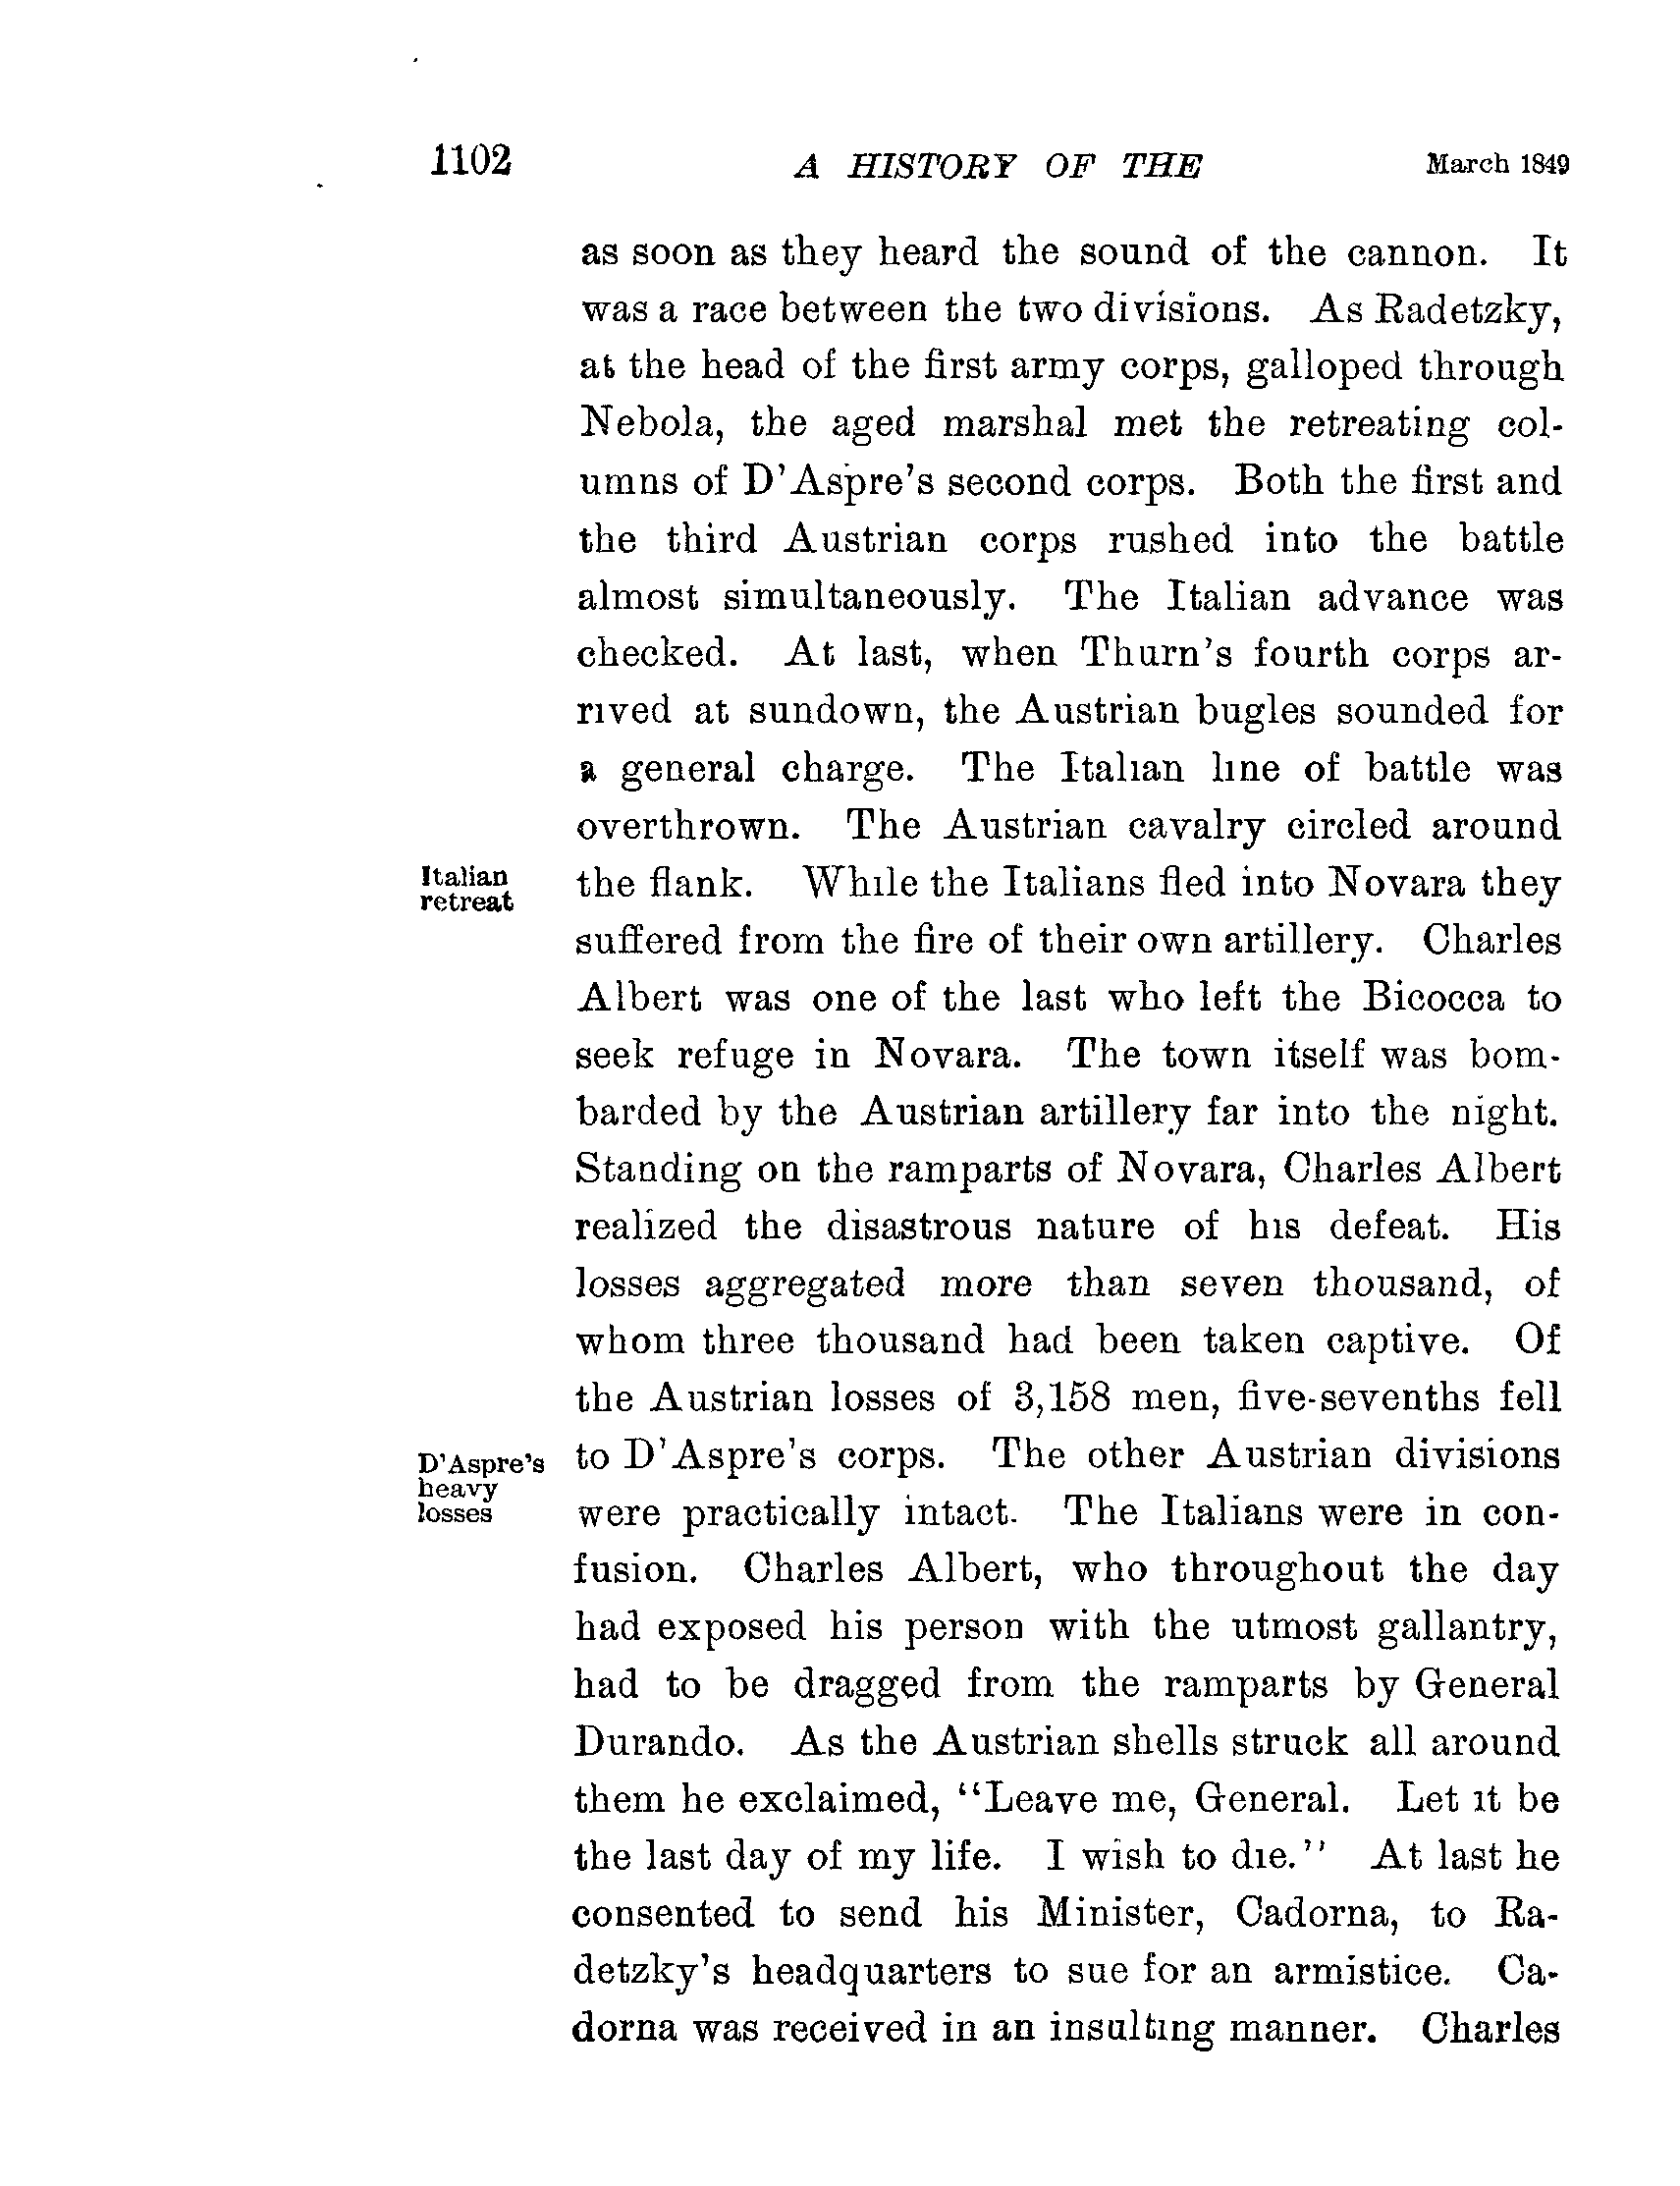 1102 A HISTORY OF THE March 1849
as soon as they heard the sound of the cannon. It
was a race between the two divisions. As Radetzky,
at the head of the first army corps, galloped through
Nebola, the aged marshal met the retreating col-
umns of D'Aspre's second corps. Both the first and
the third Austrian corps rushed into the battle
almost simultaneously. The Italian advance was
checked. At last, when Thurn's fourth corps ar-
rived at sundown, the Austrian bugles sounded for
a general charge. The Italian line of battle was
overthrown. The Austrian cavalry circled around
Italian
retreat
the flank. While the Italians fled into Novara they
suffered from the fire of their own artillery. Charles
Albert was one of the last who left the Bicocca to
seek refuge in Novara. The town itself was bom-
barded by the Austrian artillery far into the night.
Standing on the ramparts of Novara, Charles Albert
realized the disastrous nature of his defeat. His
losses aggregated more than seven thousand, of
whom three thousand had been taken captive. Of
the Austrian losses of 3,158 men, five-sevenths fell
D'Aspre's
heavy
losses
to D'Aspre's corps. The other Austrian divisions
were practically intact. The Italians were in con-
fusion. Charles Albert, who throughout the day
had exposed his person with the utmost gallantry,
had to be dragged from the ramparts by General
Durando. As the Austrian shells struck all around
them he exclaimed, "Leave me, General. Let it be
the last day of my life. I wish to die." At last he
consented to send his Minister, Cadorna, to Ra-
detzky's headquarters to sue for an armistice. Ca-
dorna was received in an insulting manner. Charles